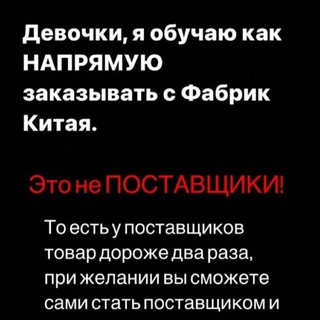 Девочки, я обучаю как
НАПРЯМУЮ
заказывать с Фабрик
Китая.
Это не ПОСТАВЩИКИ!
То есть у поставщиков
товар дороже два раза,
при желании вы сможете
сами стать поставщиком и